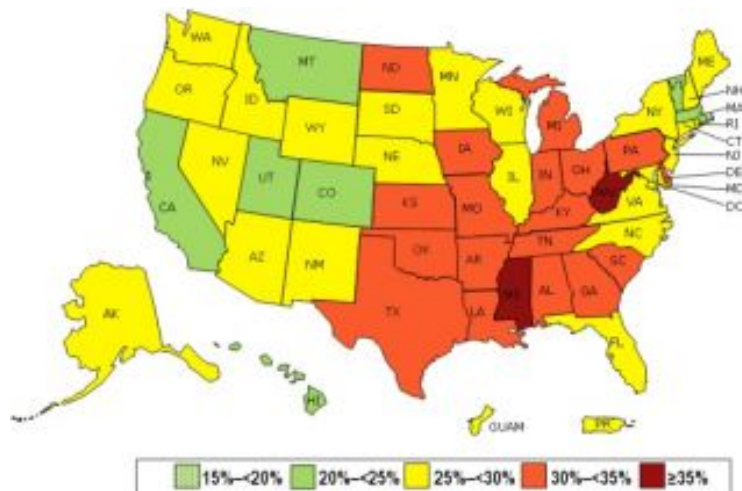 WA
MT
ND
MN
ME
OR
ID
SD
WI
NY
NH
MA
RI
CT
NJ
DE
MD
DC
WY
MI
NV
NE
IA
PA
IL
IN
OH
UT
CO
CA
KS
MO
KY
VA
NC
TN
AZ
NM
OK
AR
SC
TX
LA
AL
GA
FL
AK
HI
GUAM
PR
15%–<20%
20%–<25%
25%–<30%
30%–<35%
≥35%